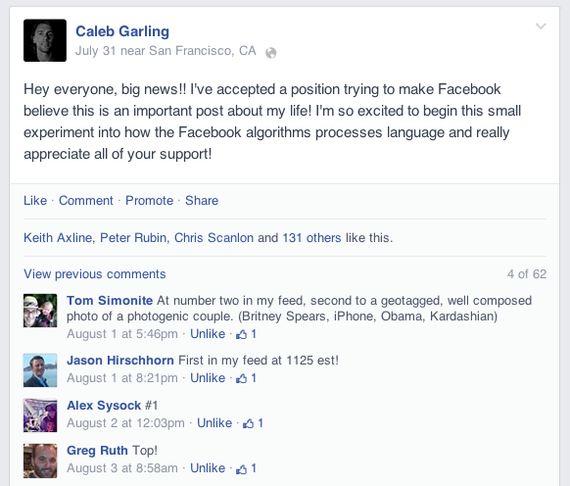 Caleb Garling
July 31 near San Francisco, CA
Hey everyone, big news!! I've accepted a position trying to make Facebook
believe this is an important post about my life! I'm so excited to begin this small
experiment into how the Facebook algorithms processes language and really
appreciate all of your support!
Like · Comment · Promote · Share
Keith Axline, Peter Rubin, Chris Scanlon and 131 others like this.
View previous comments 4 of 62
Tom Simonite At number two in my feed, second to a geotagged, well composed
photo of a photogenic couple. (Britney Spears, iPhone, Obama, Kardashian)
August 1 at 5:46pm · Unlike · 1
Jason Hirschhorn First in my feed at 1125 est!
August 1 at 8:21pm · Unlike · 1
Alex Sysock #1
August 2 at 12:03pm · Unlike · 1
Greg Ruth Top!
August 3 at 8:58am · Unlike · 1